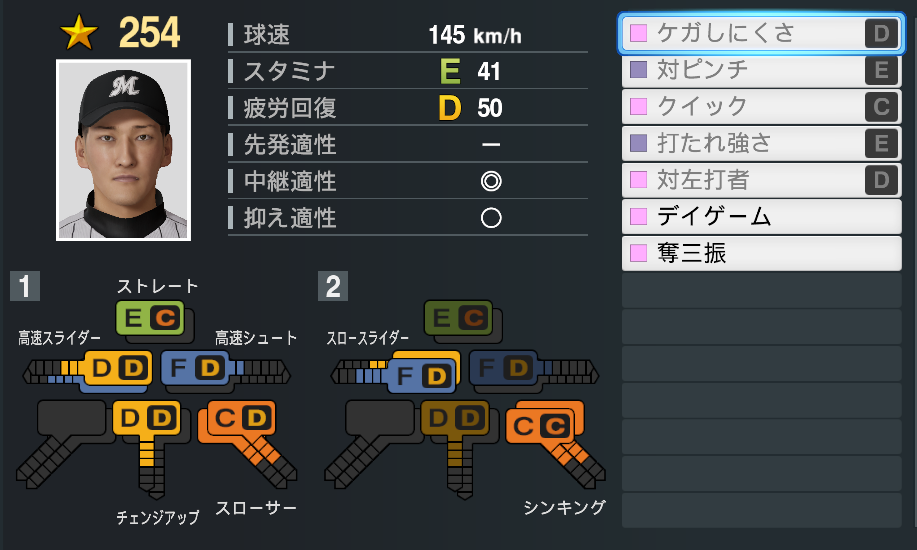 254
球速 145 km/h
スタミナ E 41
疲労回復 D 50
先発適性 ー
中継適性 ◎
抑え適性 ○
ケガしにくさ D
対ピンチ E
クイック C
打たれ強さ E
対左打者 D
デイゲーム
奪三振
M
1
ストレート
E C
高速スライダー
高速シュート
D D
F D
D D
C D
チェンジアップ
スローサー
2
E C
スロースライダー
F D
F D
D D
C C
シンキング